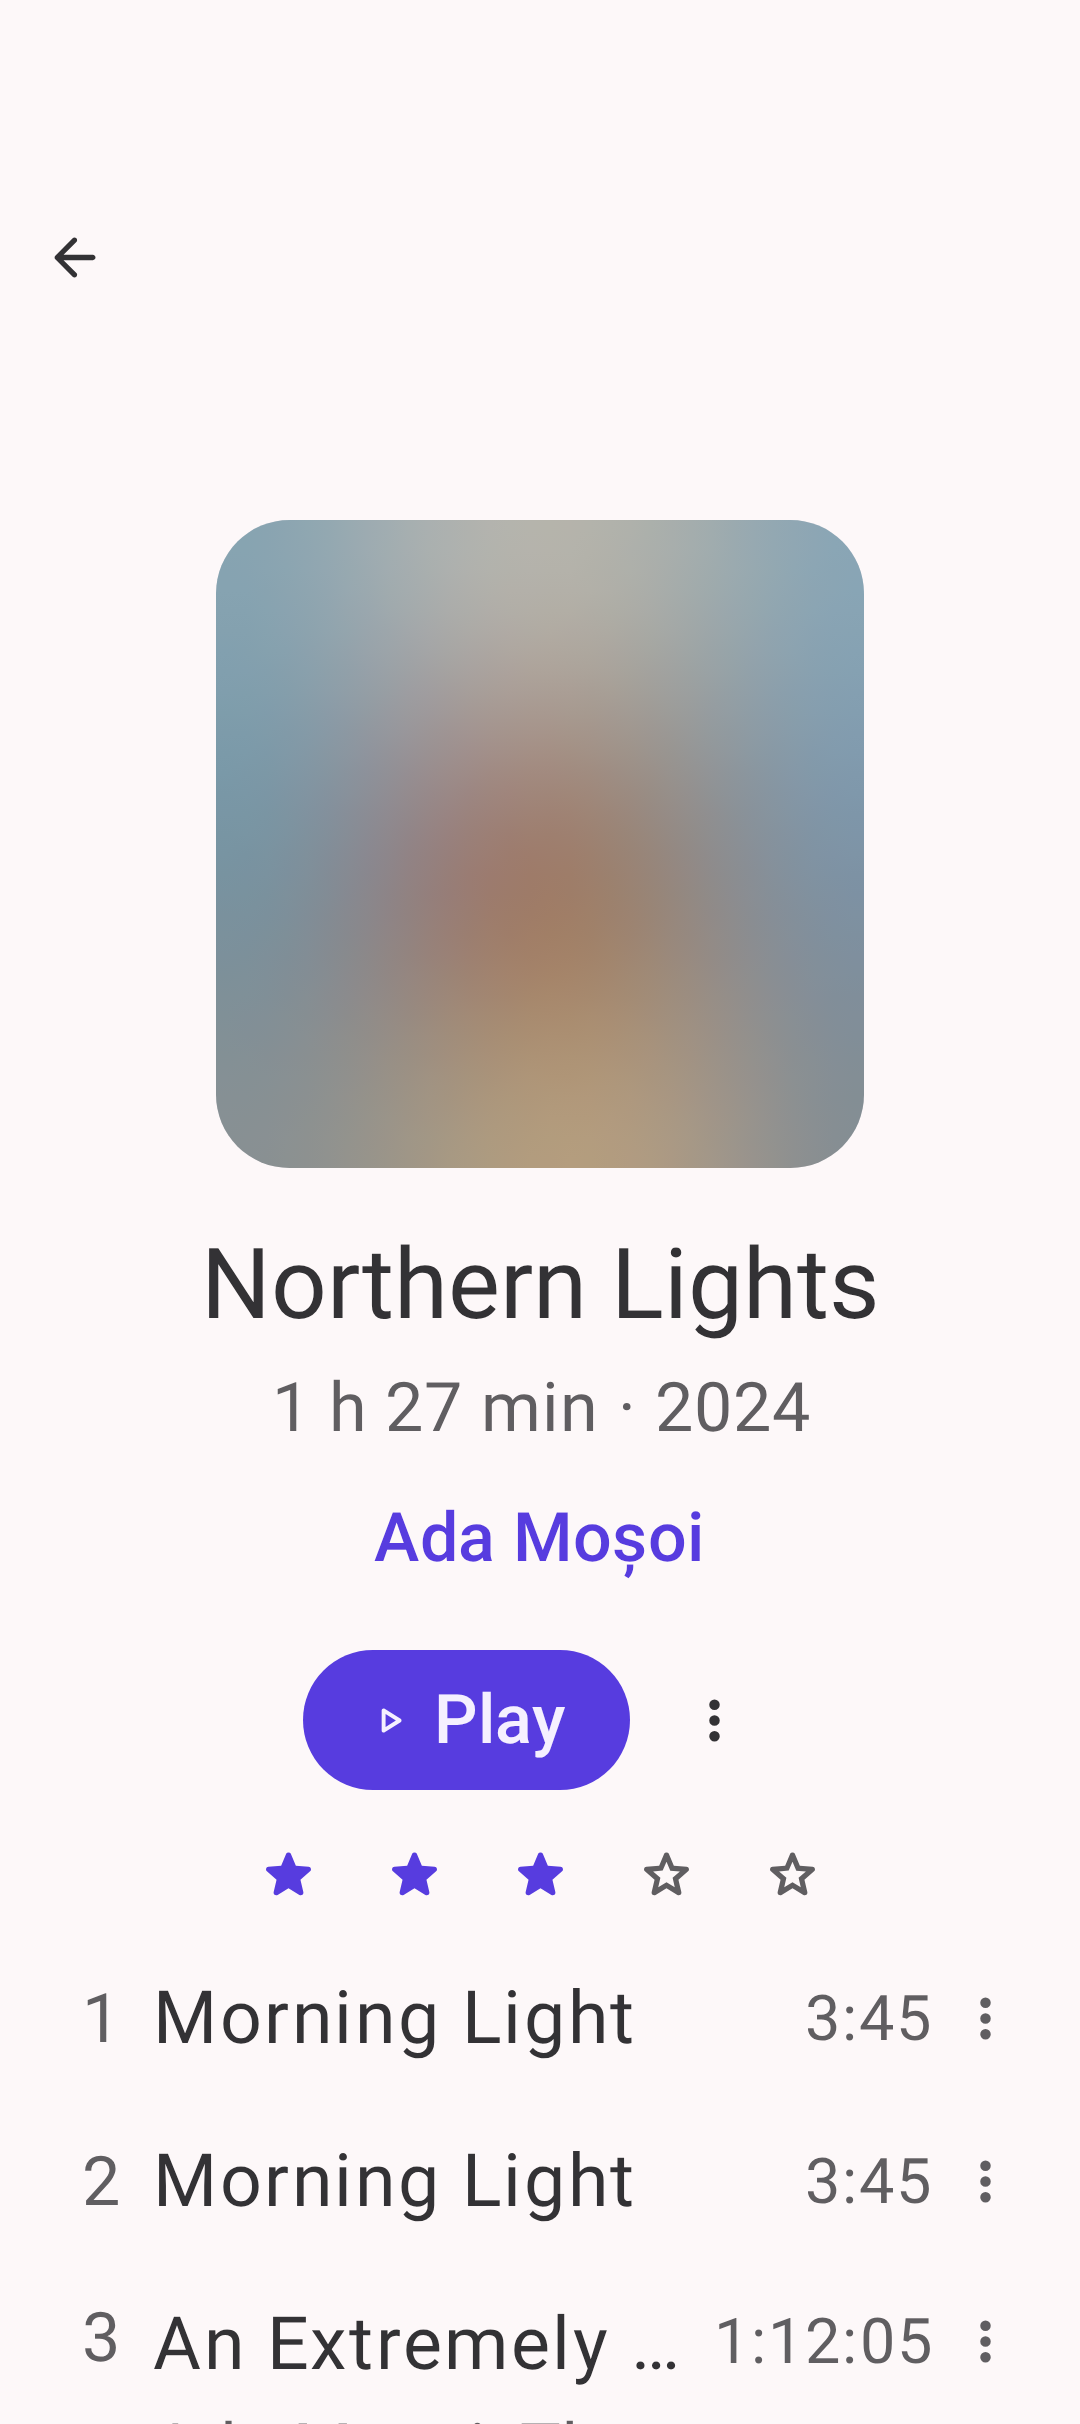 Northern Lights
1 h 27 min · 2024
Ada Moșoi
Play
1 Morning Light 3:45
2 Morning Light 3:45
3 An Extremely … 1:12:05